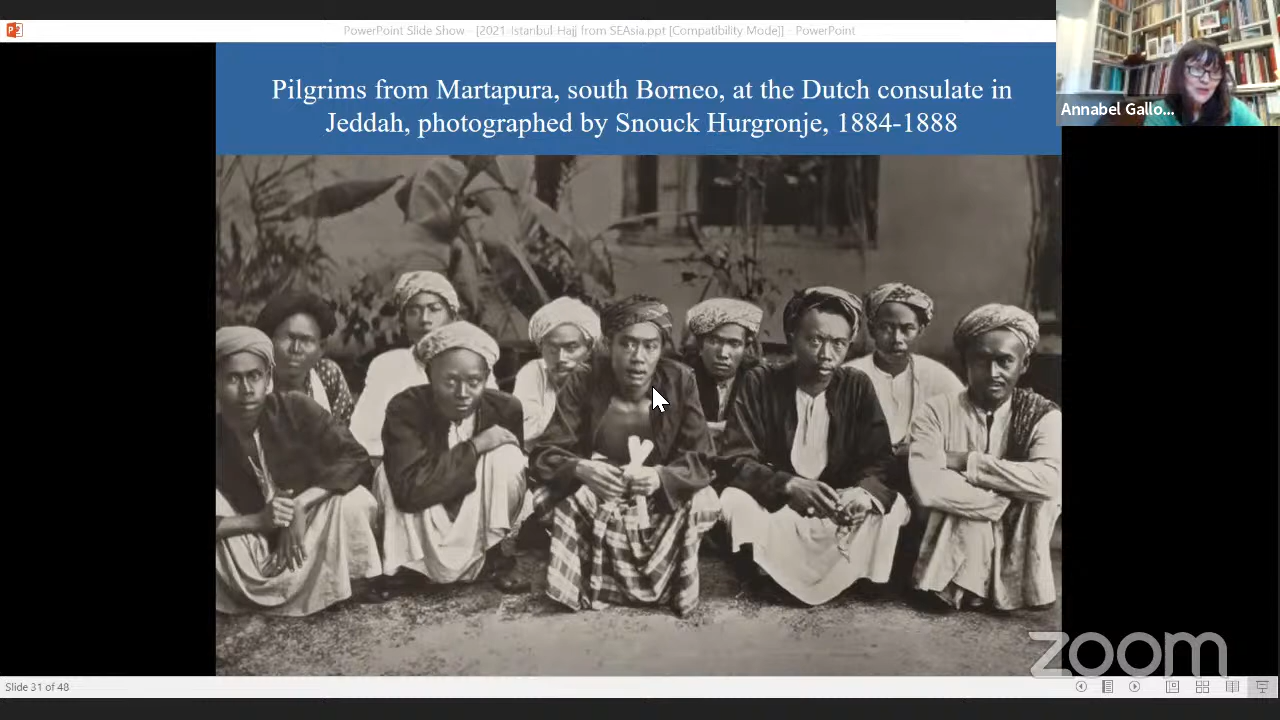 PowerPoint Slide Show - [2021-Istanbul-Hajj from SEAsia.ppt [Compatibility Mode]] - PowerPoint
Pilgrims from Martapura, south Borneo, at the Dutch consulate in
Jeddah, photographed by Snouck Hurgronje, 1884-1888
Annabel Gallo...
zoom
Slide 31 of 48